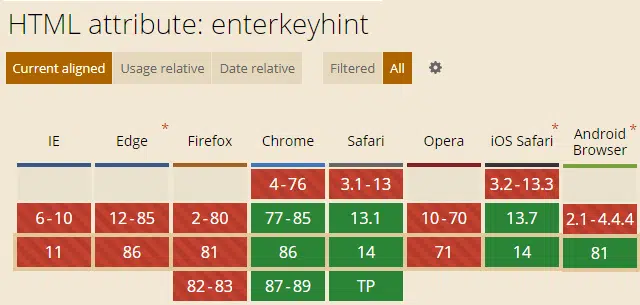 HTML attribute: enterkeyhint
Current aligned Usage relative Date relative Filtered All
IE Edge * Firefox Chrome Safari Opera iOS Safari * Android Browser *
4-76 3.1-13 3.2-13.3
6-10 12-85 2-80 77-85 13.1 10-70 13.7 2.1-4.4.4
11 86 81 86 14 71 14 81
82-83 87-89 TP